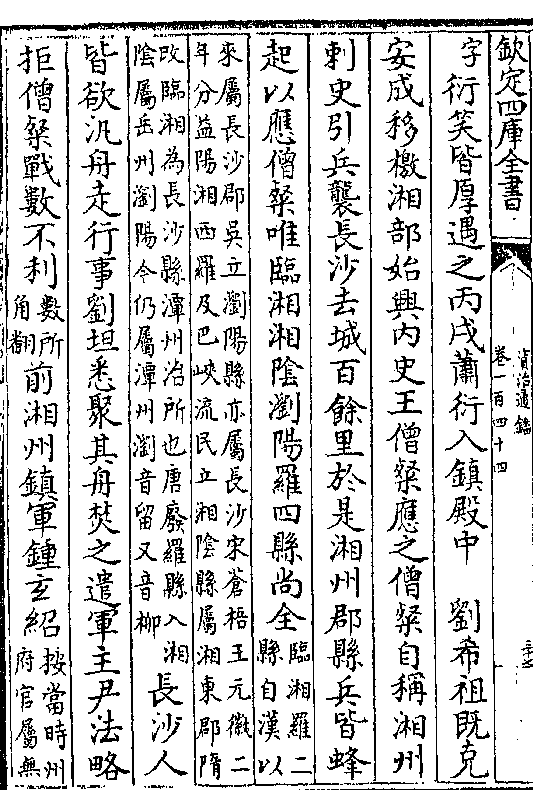 欽定四庫全書
資治通鑑
卷一百四十四
字衍笑皆厚遇之丙戌蕭衍入鎮殿中　劉希祖既克
安成移檄湘部始興内史王僧粲應之僧粲自稱湘州
刺史引兵襲長沙去城百餘里於是湘州郡縣兵皆蜂
起以應僧粲唯臨湘湘陰瀏陽羅四縣尚全臨湘羅二縣自漢以
來屬長沙郡吳立瀏陽縣亦屬長沙宋蒼梧王元徽二
年分益陽湘西羅及巴峽流民立湘陰縣屬湘東郡隋
改臨湘為長沙縣潭州治所也唐廢羅縣入湘
陰屬岳州瀏陽今仍屬潭州瀏音留又音柳長沙人
皆欲汎舟走行事劉坦悉聚其舟焚之遣軍主尹法略
拒僧粲戰數不利數所角翻前湘州鎮軍鍾玄紹按當時州府官屬無